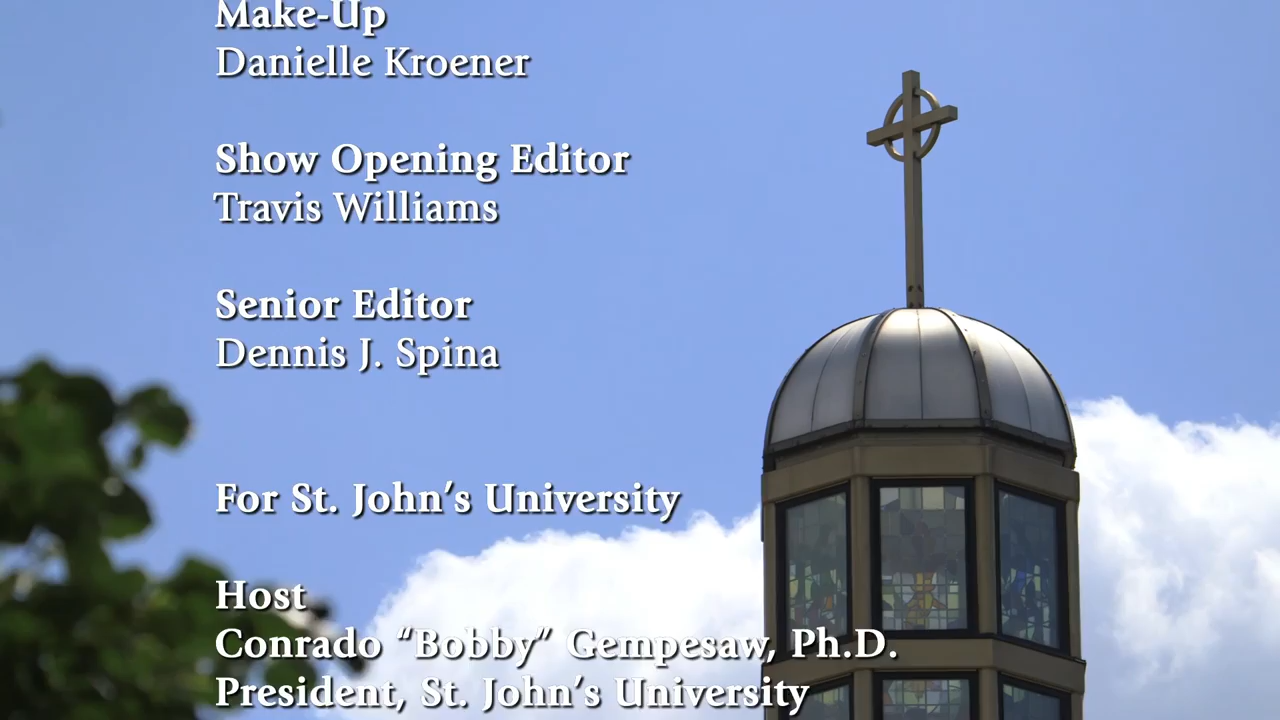 Make-Up
Danielle Kroener
Show Opening Editor
Travis Williams
Senior Editor
Dennis J. Spina
For St. John's University
Host
Conrado “Bobby” Gempesaw, Ph.D.
President, St. John's University